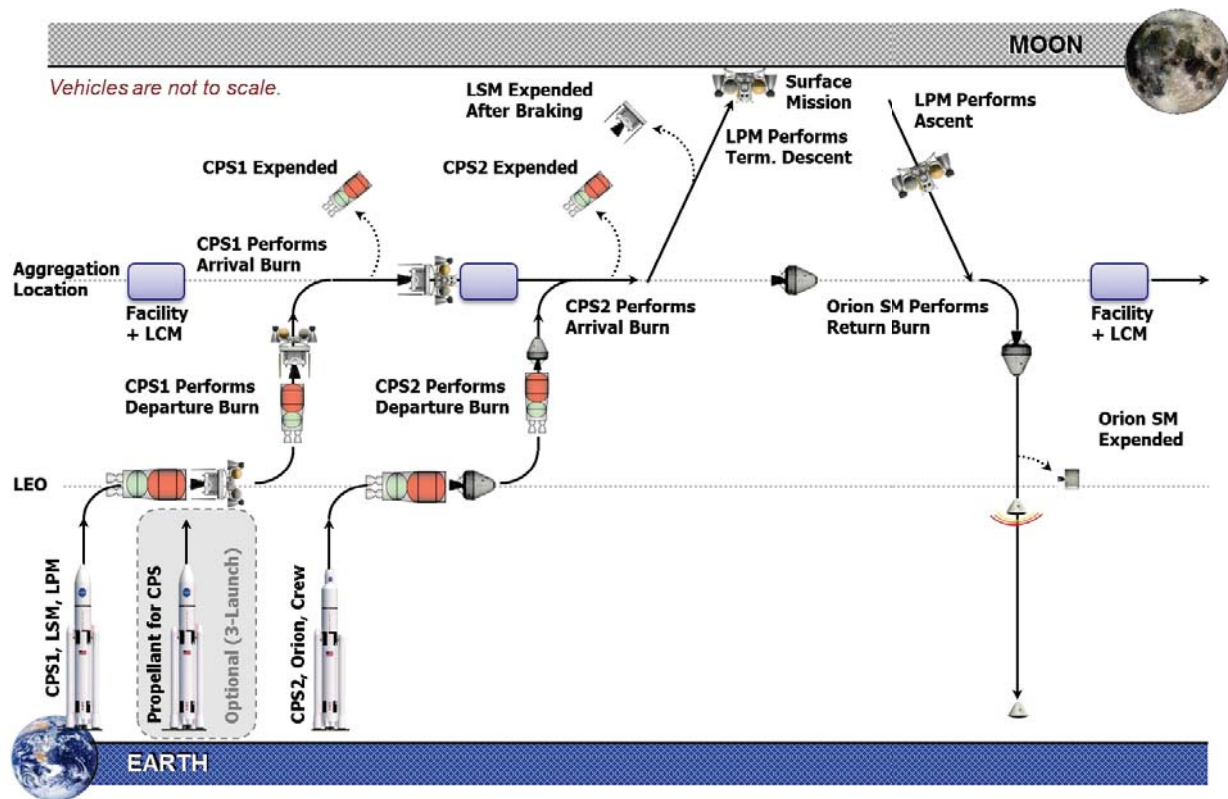 MOON
Vehicles are not to scale.
LSM Expended
After Braking
Surface
Mission
LPM Performs
Ascent
LPM Performs
Term. Descent
CPS1 Expended
CPS2 Expended
CPS1 Performs
Arrival Burn
Aggregation
Location
Facility
+ LCM
CPS2 Performs
Arrival Burn
Orion SM Performs
Return Burn
Facility
+ LCM
CPS1 Performs
Departure Burn
CPS2 Performs
Departure Burn
Orion SM
Expended
LEO
CPS1, LSM, LPM
Propellant for CPS
Optional (3-Launch)
CPS2, Orion, Crew
EARTH